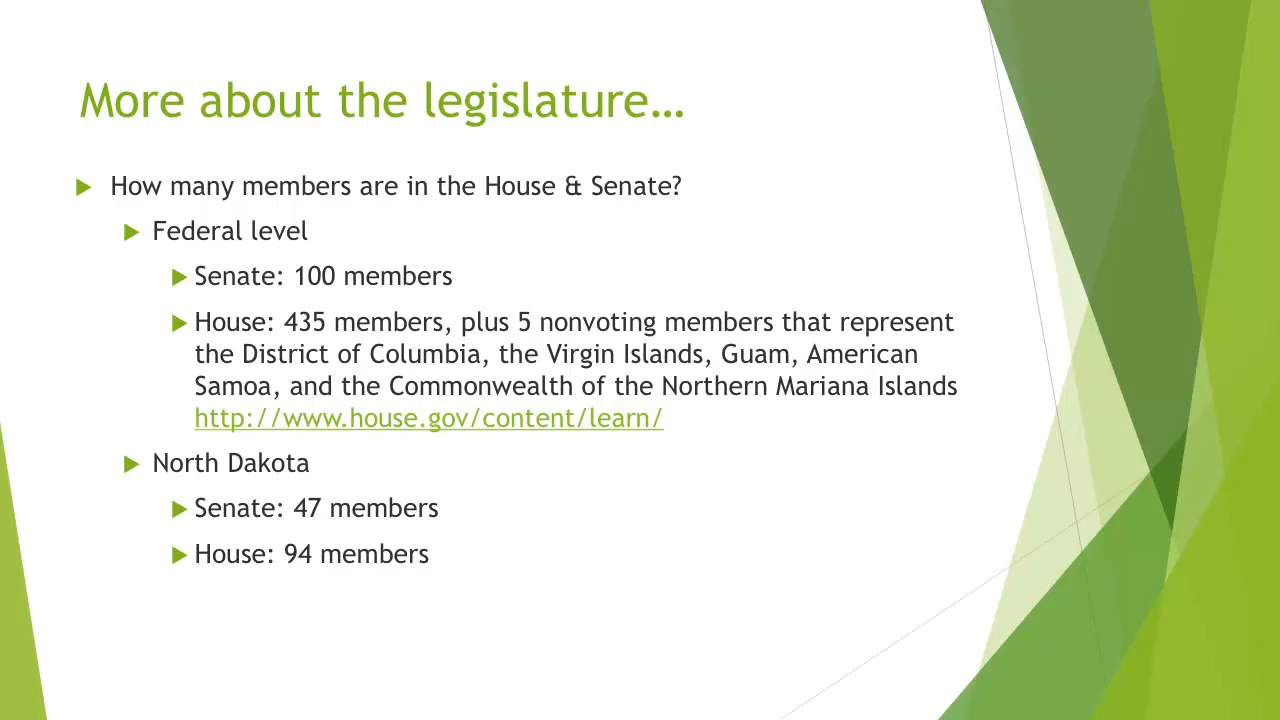 More about the legislature…
How many members are in the House & Senate?
Federal level
Senate: 100 members
House: 435 members, plus 5 nonvoting members that represent
the District of Columbia, the Virgin Islands, Guam, American
Samoa, and the Commonwealth of the Northern Mariana Islands
http://www.house.gov/content/learn/
North Dakota
Senate: 47 members
House: 94 members